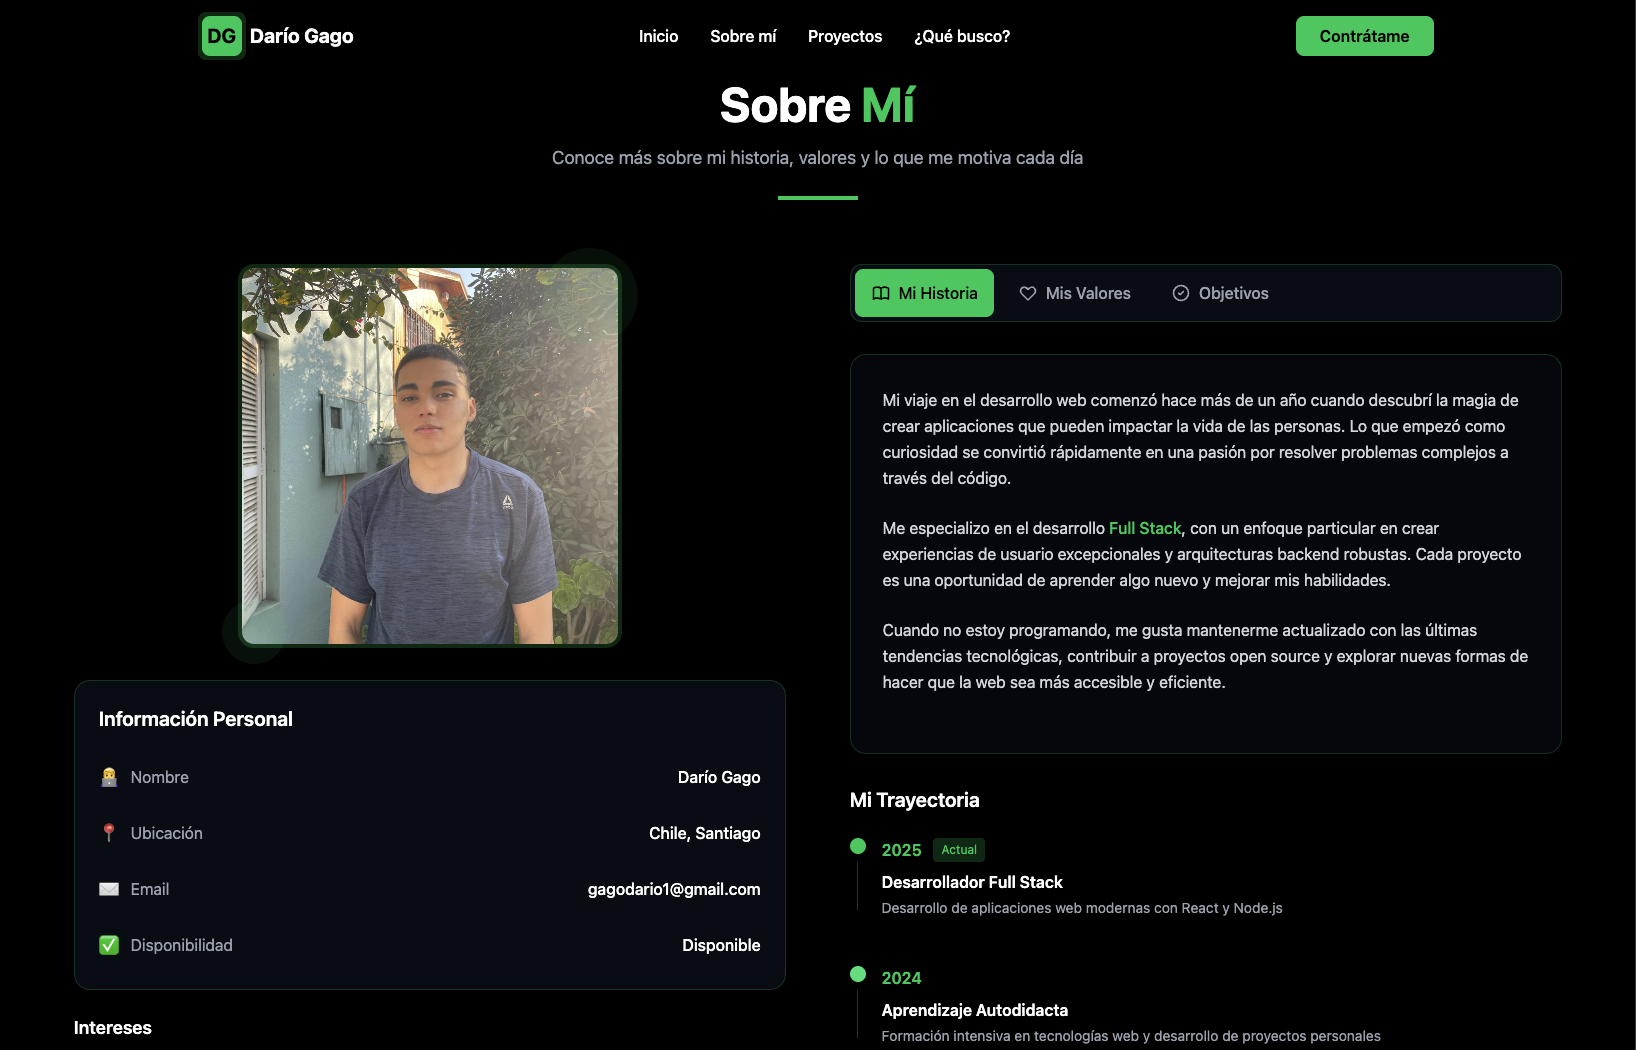 DG Darío Gago
Inicio
Sobre mí
Proyectos
¿Qué busco?
Contrátame
Sobre Mí
Conoce más sobre mi historia, valores y lo que me motiva cada día
Información Personal
Nombre
Darío Gago
Ubicación
Chile, Santiago
Email
gagodario1@gmail.com
Disponibilidad
Disponible
Intereses
Mi Historia
Mis Valores
Objetivos
Mi viaje en el desarrollo web comenzó hace más de un año cuando descubrí la magia de
crear aplicaciones que pueden impactar la vida de las personas. Lo que empezó como
curiosidad se convirtió rápidamente en una pasión por resolver problemas complejos a
través del código.
Me especializo en el desarrollo Full Stack, con un enfoque particular en crear
experiencias de usuario excepcionales y arquitecturas backend robustas. Cada proyecto
es una oportunidad de aprender algo nuevo y mejorar mis habilidades.
Cuando no estoy programando, me gusta mantenerme actualizado con las últimas
tendencias tecnológicas, contribuir a proyectos open source y explorar nuevas formas de
hacer que la web sea más accesible y eficiente.
Mi Trayectoria
2025 Actual
Desarrollador Full Stack
Desarrollo de aplicaciones web modernas con React y Node.js
2024
Aprendizaje Autodidacta
Formación intensiva en tecnologías web y desarrollo de proyectos personales